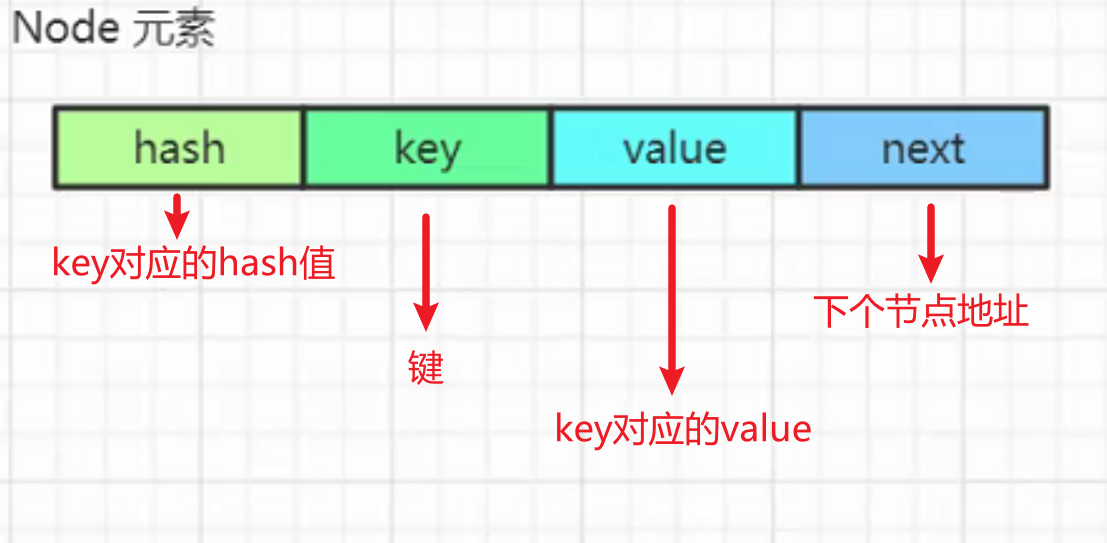 Node 元素
hash key value next
key对应的hash值
下个节点地址
键
key对应的value